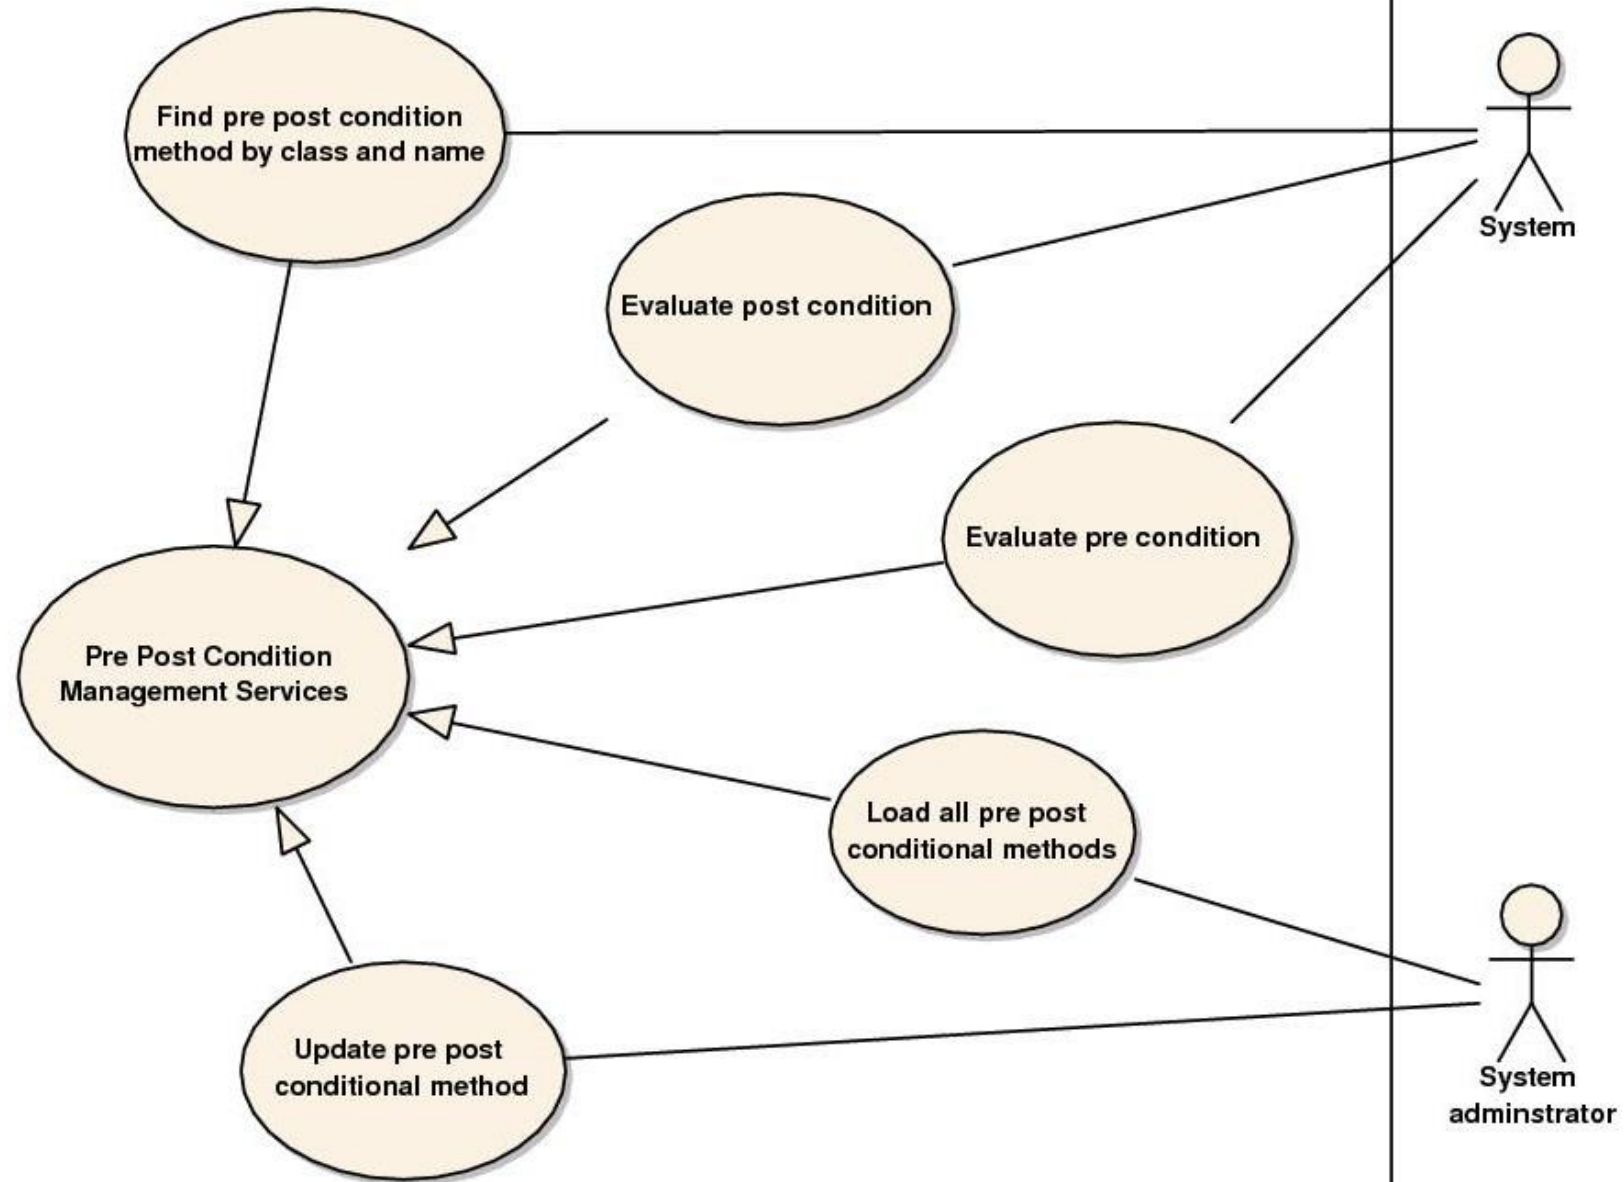 Find pre post condition
method by class and name
System
Evaluate post condition
Evaluate pre condition
Pre Post Condition
Management Services
Load all pre post
conditional methods
Update pre post
conditional method
System
adminstrator